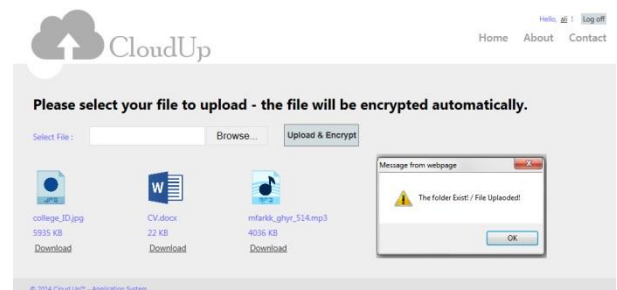 Hello, ali ! Log off
CloudUp
Home About Contact
Please select your file to upload - the file will be encrypted automatically.
Select File :
Browse...
Upload & Encrypt
Message from webpage
The folder Exist! / File Uplaoded!
OK
JPG
W
MP3
college_ID.jpg
CV.docx
mfarkk_ghyr_514.mp3
5935 KB
22 KB
4036 KB
Download
Download
Download
© 2014 Cloud Up™ - Application System